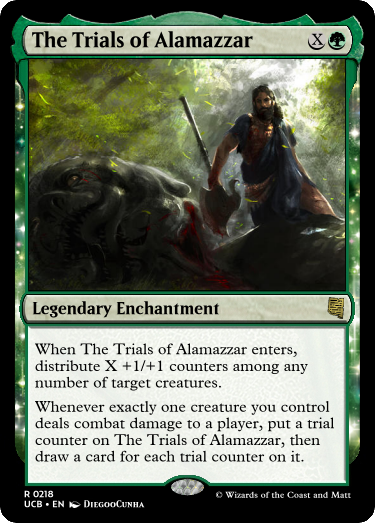 The Trials of Alamazzar
X
Legendary Enchantment
When The Trials of Alamazzar enters,
distribute X +1/+1 counters among any
number of target creatures.
Whenever exactly one creature you control
deals combat damage to a player, put a trial
counter on The Trials of Alamazzar, then
draw a card for each trial counter on it.
R 0218
UCB • EN DiegooCunha
© Wizards of the Coast and Matt